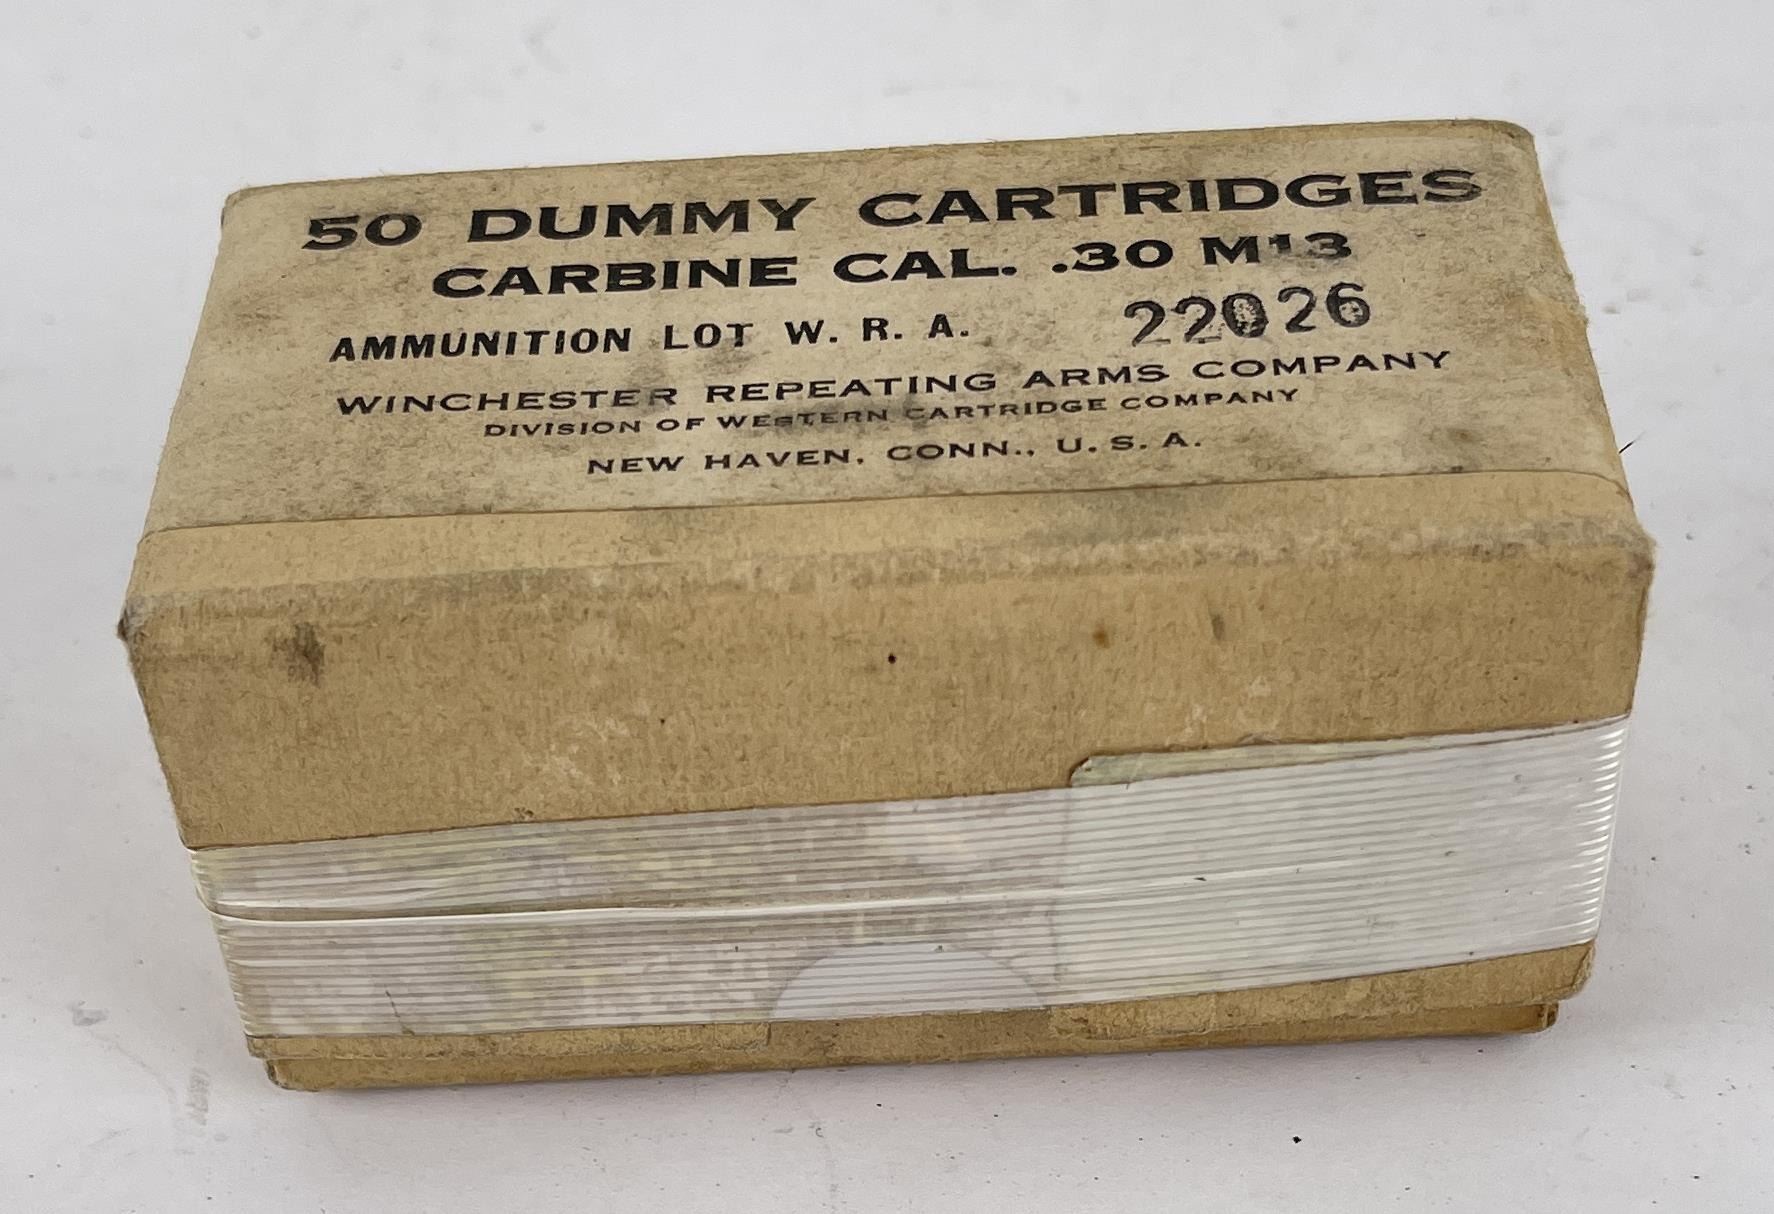 50 DUMMY CARTRIDGES
CARBINE CAL. .30 M13
AMMUNITION LOT W. R. A. 22026
WINCHESTER REPEATING ARMS COMPANY
DIVISION OF WESTERN CARTRIDGE COMPANY
NEW HAVEN, CONN., U. S. A.